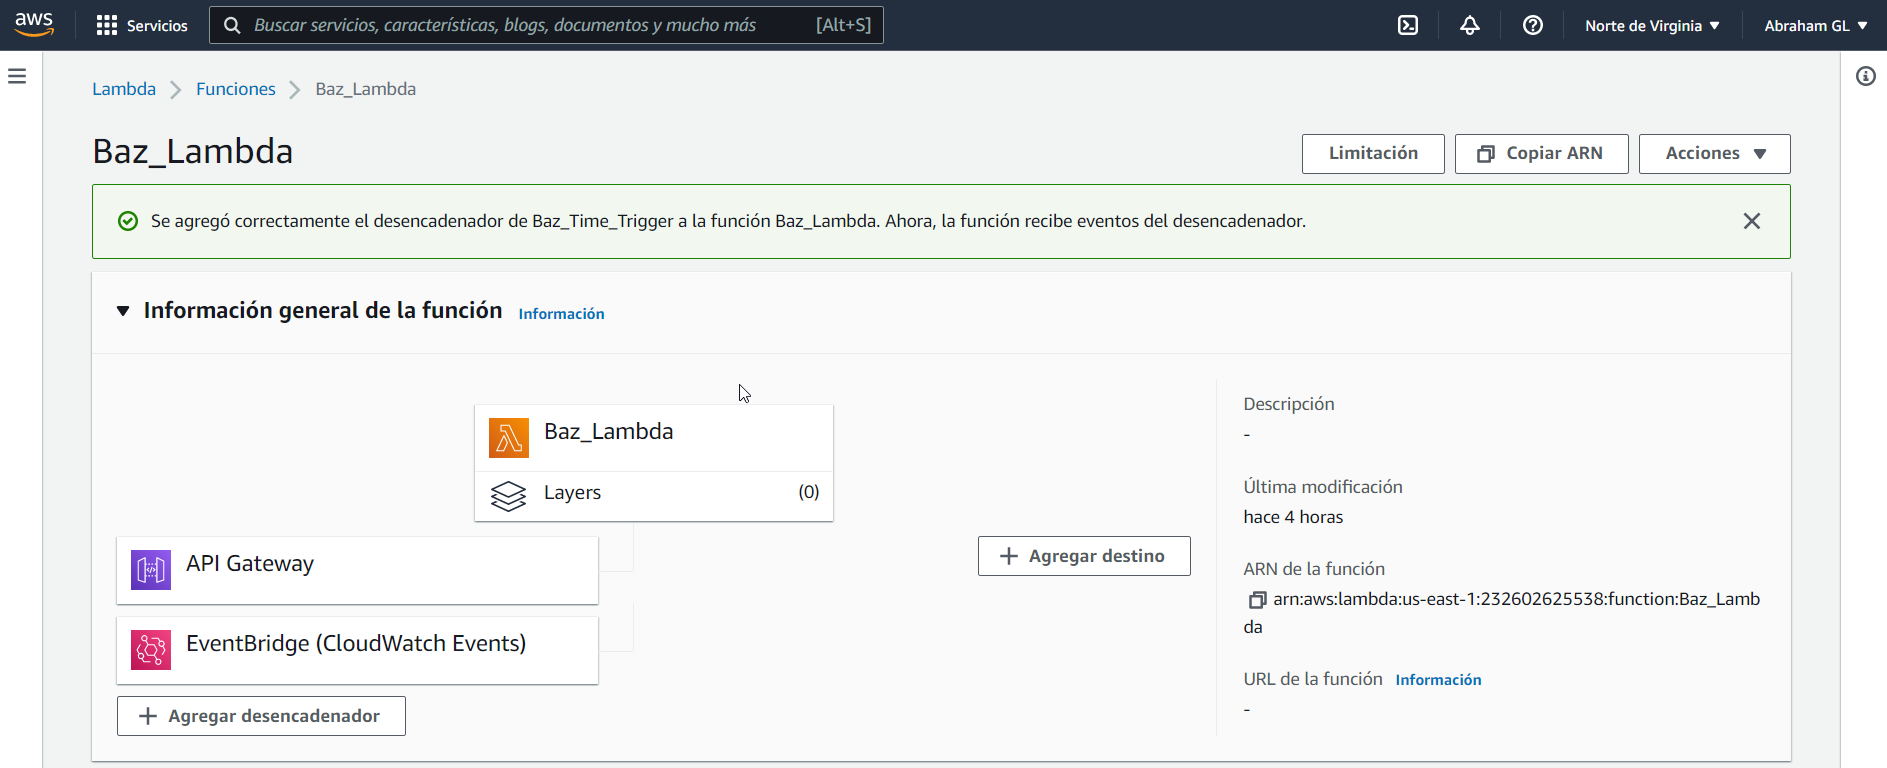 aws
Servicios
Buscar servicios, características, blogs, documentos y mucho más
[Alt+S]
Norte de Virginia
Abraham GL
Lambda
Funciones
Baz_Lambda
Baz_Lambda
Limitación
Copiar ARN
Acciones
Se agregó correctamente el desencadenador de Baz_Time_Trigger a la función Baz_Lambda. Ahora, la función recibe eventos del desencadenador.
Información general de la función
Información
Baz_Lambda
Layers
(0)
API Gateway
EventBridge (CloudWatch Events)
Agregar desencadenador
Agregar destino
Descripción
-
Última modificación
hace 4 horas
ARN de la función
arn:aws:lambda:us-east-1:232602625538:function:Baz_Lamb
da
URL de la función
Información
-